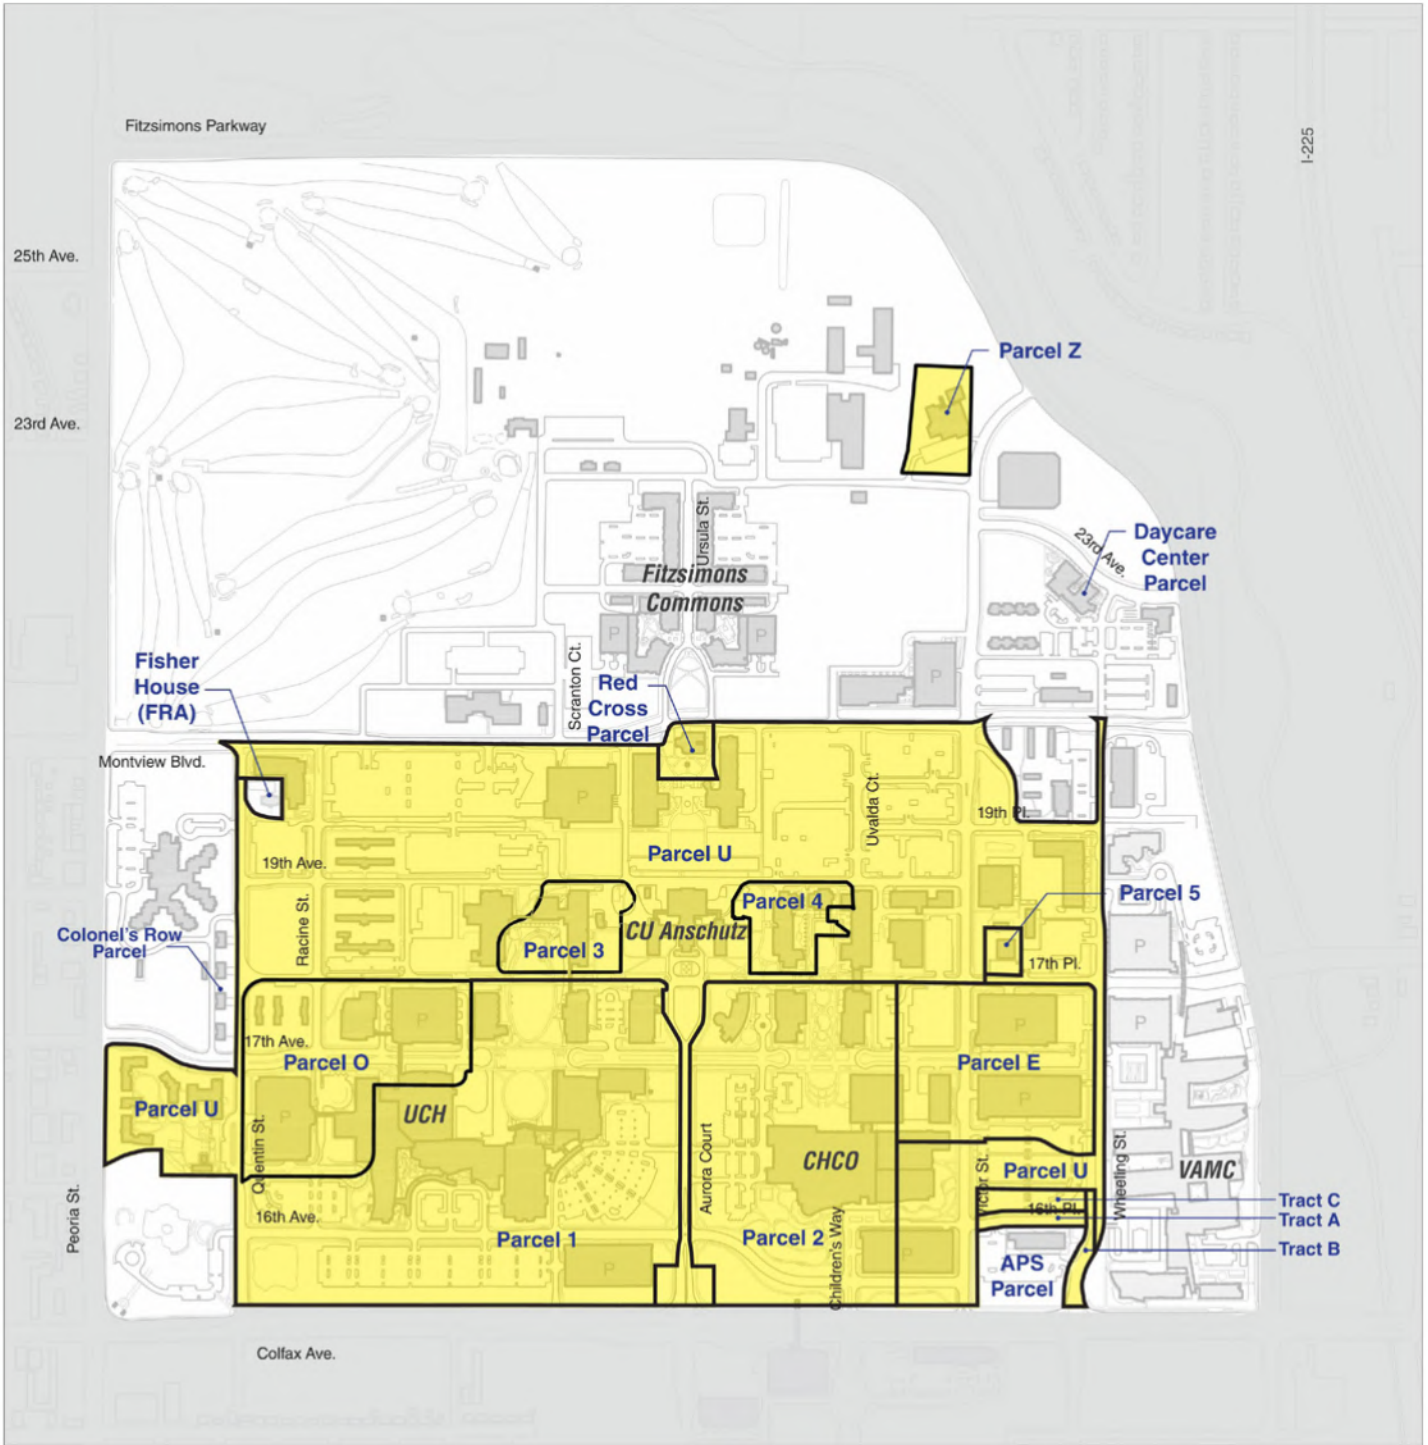 Fitzsimons Parkway
I-225
25th Ave.
Parcel Z
23rd Ave.
Ursula St.
Daycare
Center
Parcel
23rd Ave.
Fitzsimons
Commons
P
P
Fisher
House
(FRA)
Scranton Ct.
Red
Cross
Parcel
P
Montview Blvd.
P
Uvalda Ct.
19th Pl.
19th Ave.
Parcel U
Parcel 5
Racine St.
Parcel 4
Colonel's Row
Parcel
CU Anschutz
Parcel 3
P
17th Pl.
P
P
P
17th Ave.
Parcel O
Parcel E
Parcel U
P
UCH
P
Quentin St.
Aurora Court
CHCO
Victor St.
Parcel U
Wheeling St.
VAMC
Peoria St.
16th Ave.
16th Pl.
Tract C
Tract A
Parcel 1
Parcel 2
Children's Way
Tract B
P
P
APS
Parcel
Colfax Ave.